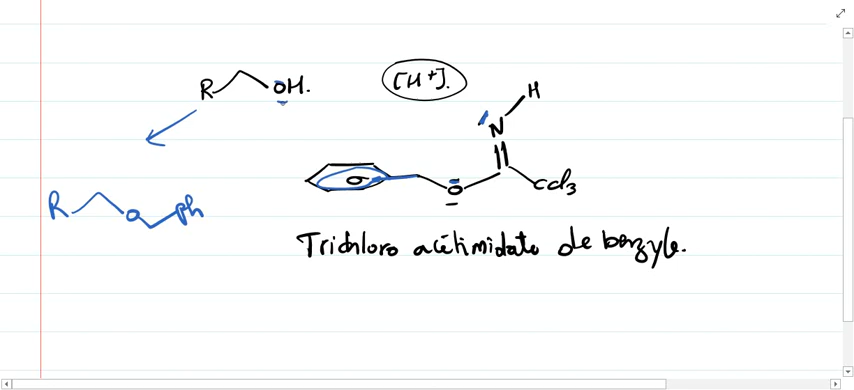 R OH.
[H+].
H
N
R O Ph
O CCl3
Trichloro acétimidate de benzyle.